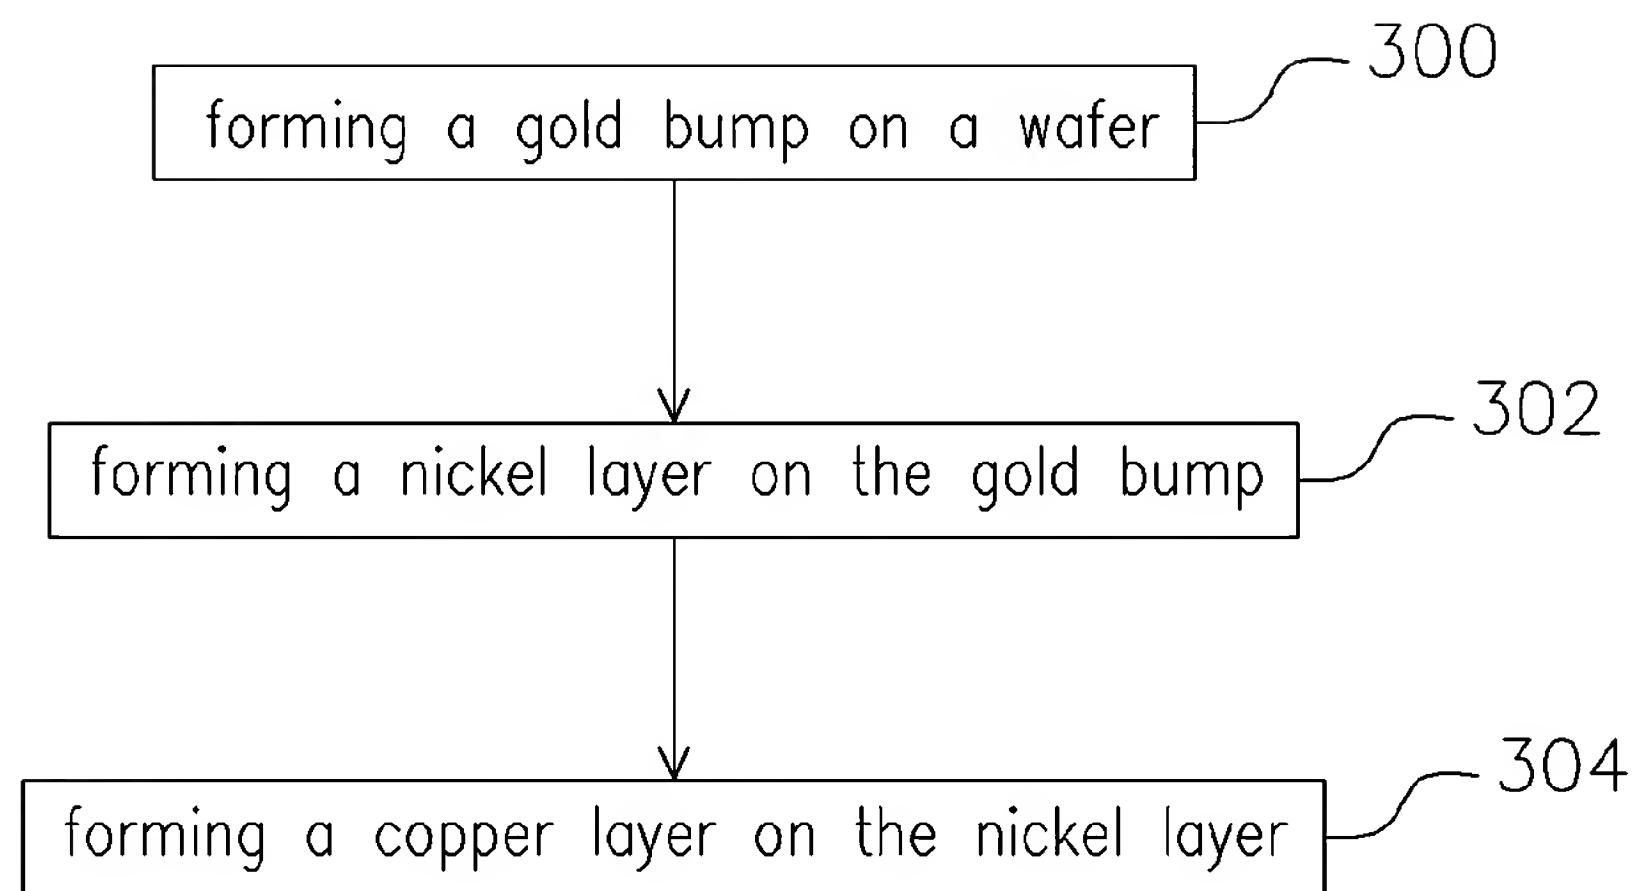 300
forming a gold bump on a wafer
302
forming a nickel layer on the gold bump
304
forming a copper layer on the nickel layer